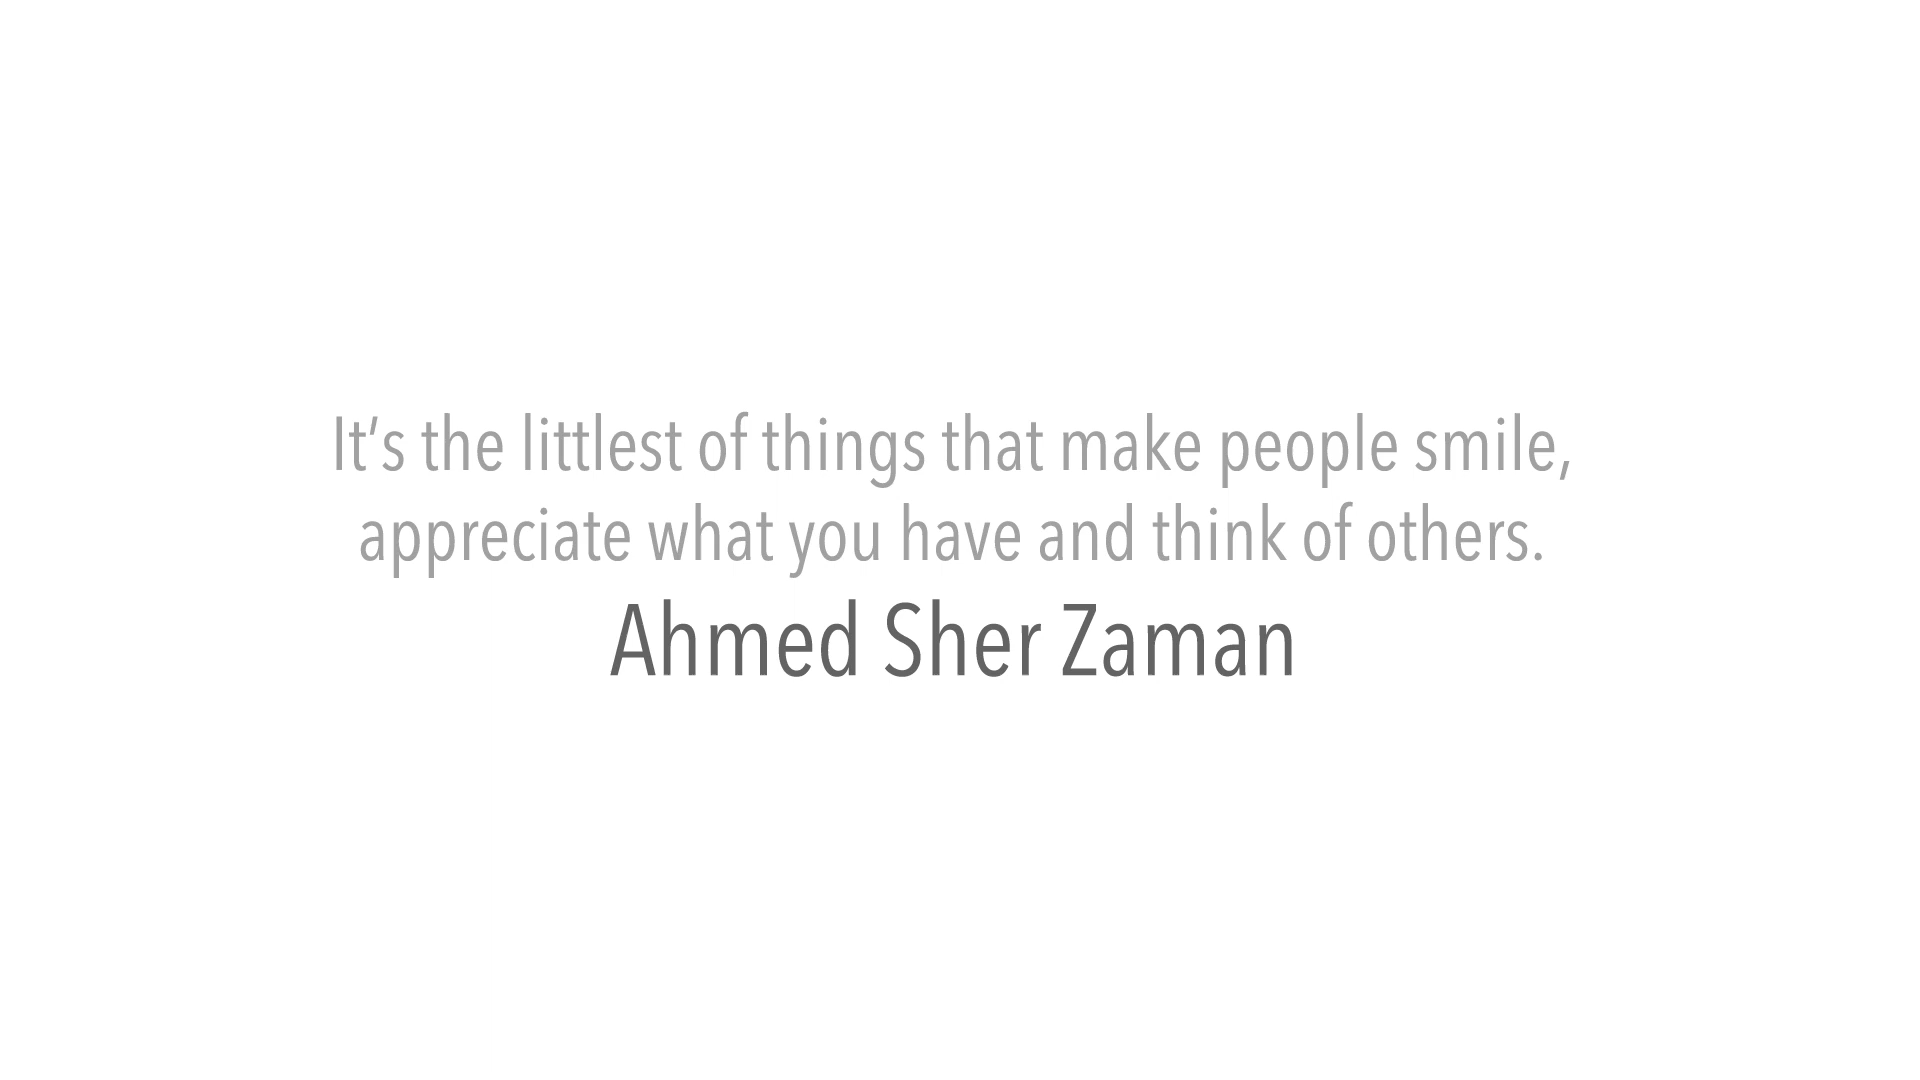 It’s the littlest of things that make people smile,
appreciate what you have and think of others.
Ahmed Sher Zaman